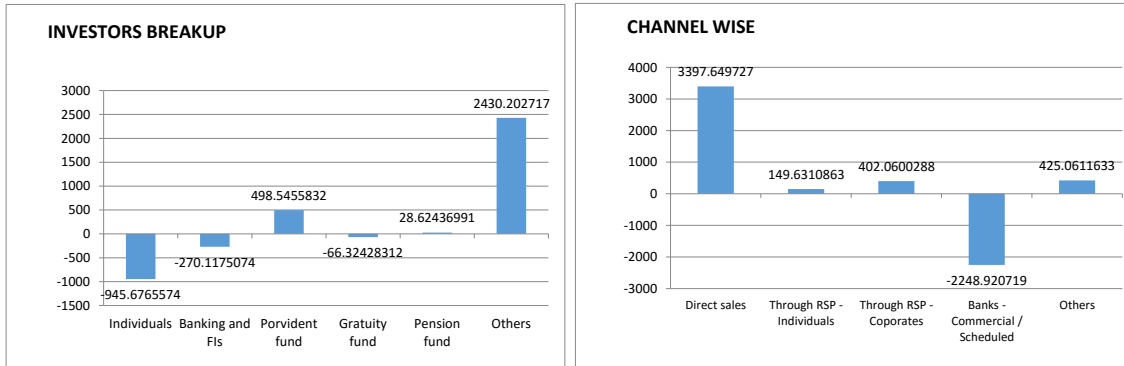 INVESTORS BREAKUP
3000
2500
2000
1500
1000
500
0
-500
-1000
-1500
-945.6765574
-270.1175074
498.5455832
-66.32428312
28.62436991
2430.202717
Individuals
Banking and
FIs
Porvident
fund
Gratuity
fund
Pension
fund
Others
CHANNEL WISE
4000
3000
2000
1000
0
-1000
-2000
-3000
3397.649727
149.6310863
402.0600288
-2248.920719
425.0611633
Direct sales
Through RSP -
Individuals
Through RSP -
Coporates
Banks -
Commercial /
Scheduled
Others